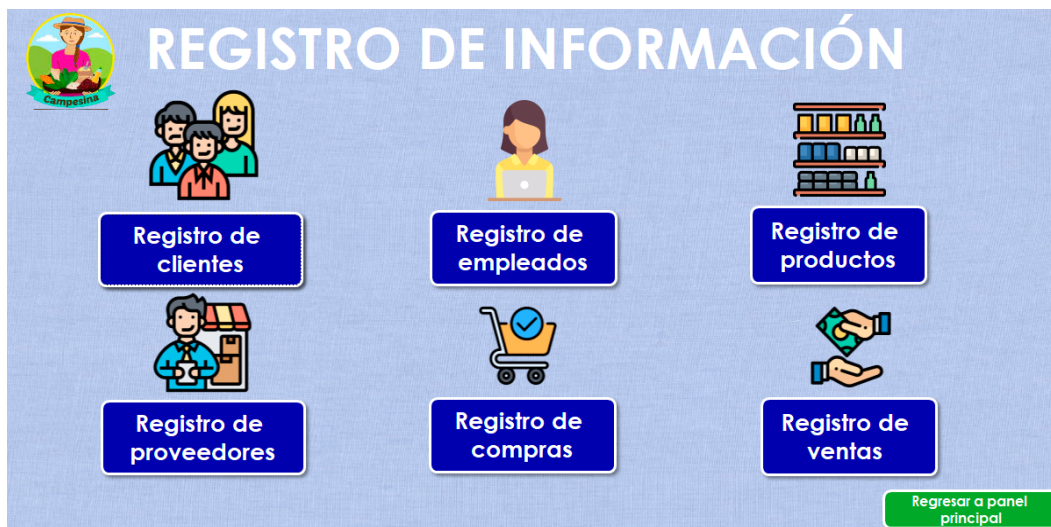 REGISTRO DE INFORMACIÓN
Campesina
Registro de
clientes
Registro de
empleados
Registro de
productos
Registro de
proveedores
Registro de
compras
Registro de
ventas
Regresar a panel
principal